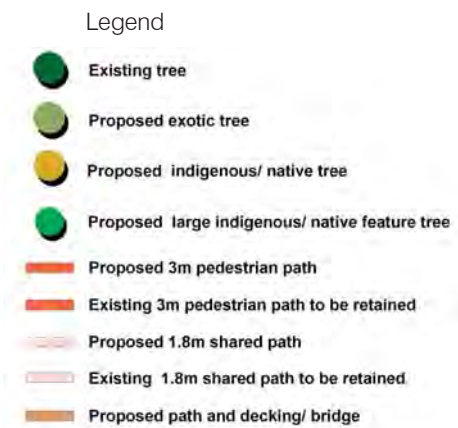 Legend
Existing tree
Proposed exotic tree
Proposed indigenous/ native tree
Proposed large indigenous/ native feature tree
Proposed 3m pedestrian path
Existing 3m pedestrian path to be retained
Proposed 1.8m shared path
Existing 1.8m shared path to be retained
Proposed path and decking/ bridge